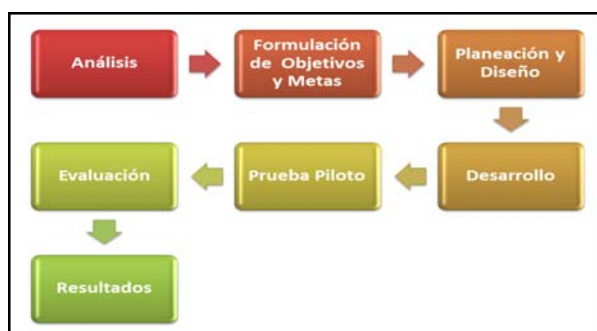 Análisis
Formulación
de Objetivos
y Metas
Planeación y
Diseño
Desarrollo
Prueba Piloto
Evaluación
Resultados